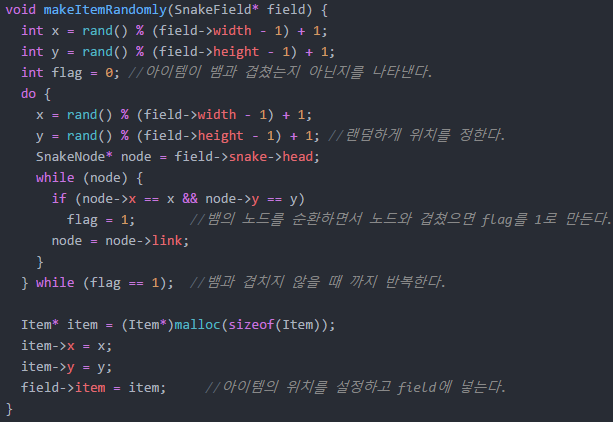 void makeItemRandomly(SnakeField* field) {
  int x = rand() % (field->width - 1) + 1;
  int y = rand() % (field->height - 1) + 1;
  int flag = 0; //아이템이 뱀과 겹쳤는지 아닌지를 나타낸다.
  do {
    x = rand() % (field->width - 1) + 1;
    y = rand() % (field->height - 1) + 1; //랜덤하게 위치를 정한다.
    SnakeNode* node = field->snake->head;
    while (node) {
      if (node->x == x && node->y == y)
        flag = 1;       //뱀의 노드를 순환하면서 노드와 겹쳤으면 flag를 1로 만든다.
      node = node->link;
    }
  } while (flag == 1);  //뱀과 겹치지 않을 때 까지 반복한다.

  Item* item = (Item*)malloc(sizeof(Item));
  item->x = x;
  item->y = y;
  field->item = item;     //아이템의 위치를 설정하고 field에 넣는다.
}